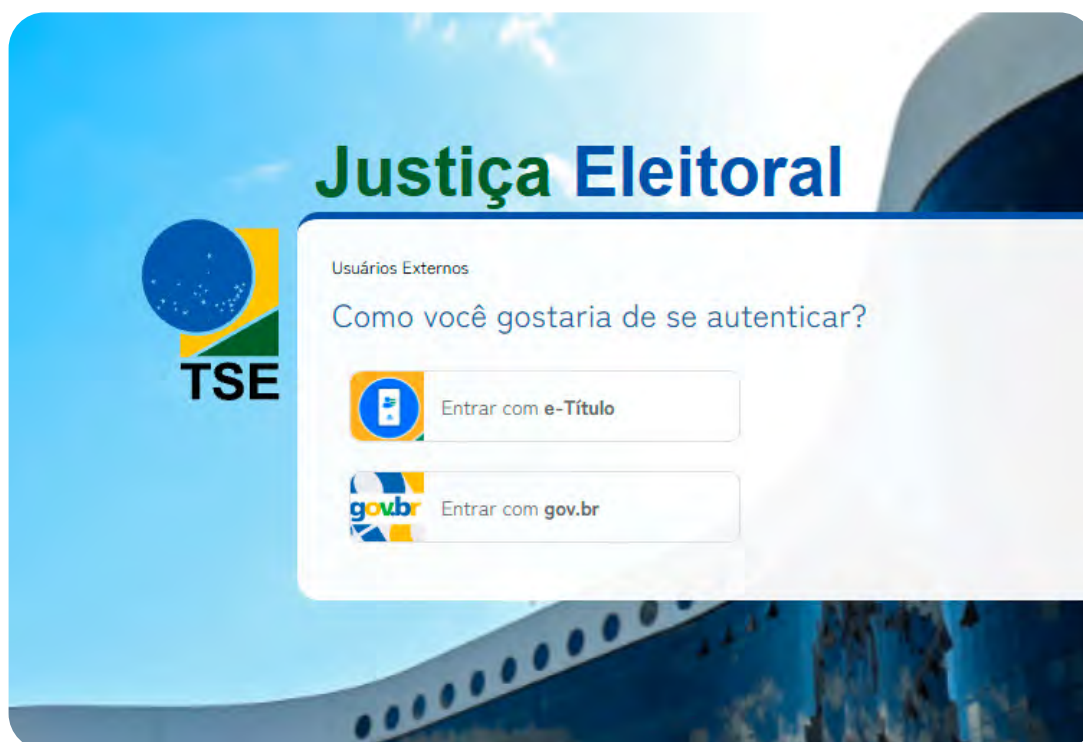 Justiça Eleitoral
TSE
Usuários Externos
Como você gostaria de se autenticar?
Entrar com e-Título
gov.br
Entrar com gov.br